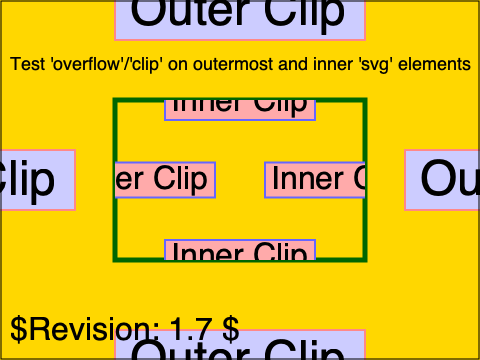 Outer Clip
Test 'overflow'/'clip' on outermost and inner 'svg' elements
Inner Clip
Clip
er Clip
Inner C
Ou
Inner Clip
$Revision: 1.7 $
Outer Clip